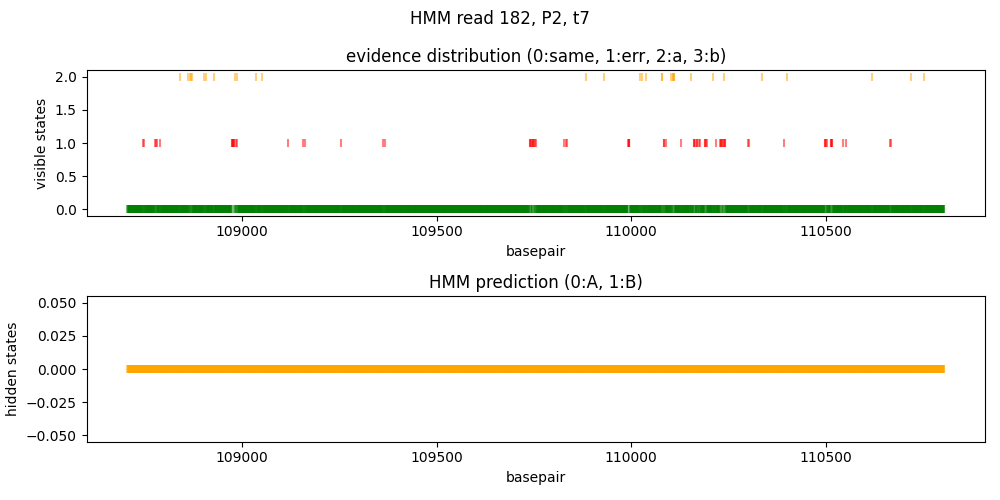 HMM read 182, P2, t7
evidence distribution (0:same, 1:err, 2:a, 3:b)
2.0
1.5
1.0
0.5
0.0
visible states
109000 109500 110000 110500
basepair
HMM prediction (0:A, 1:B)
0.050
0.025
0.000
−0.025
−0.050
hidden states
109000 109500 110000 110500
basepair